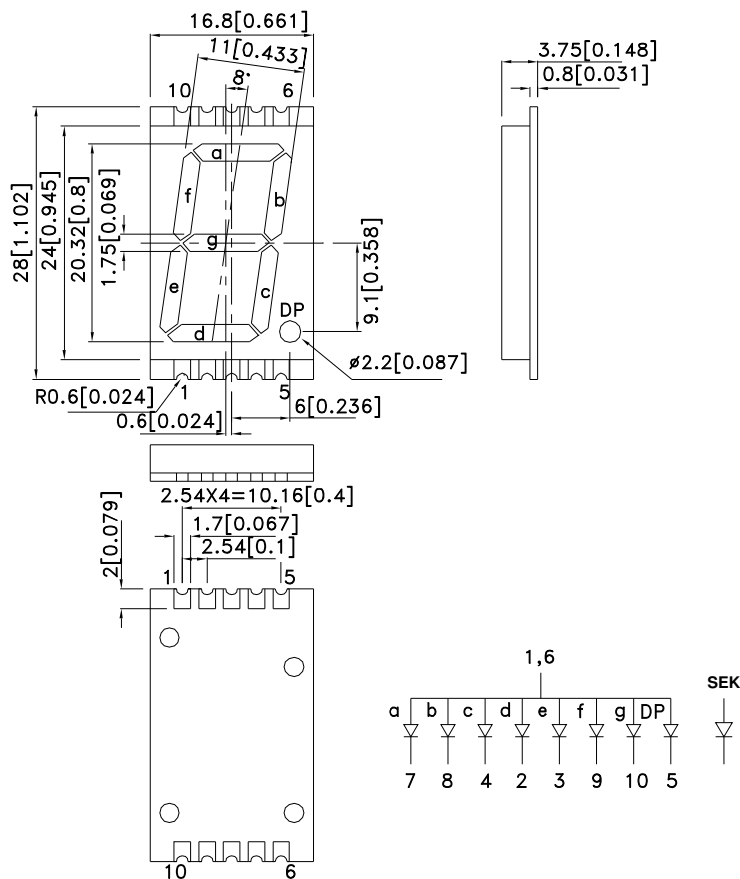 16.8[0.661]
11[0.433]
8°
10
6
3.75[0.148]
0.8[0.031]
28[1.102]
24[0.945]
20.32[0.8]
1.75[0.069]
a
f
b
g
e
c
d
DP
9.1[0.358]
ø2.2[0.087]
R0.6[0.024]
1
5
6[0.236]
0.6[0.024]
2.54X4=10.16[0.4]
1.7[0.067]
2.54[0.1]
2[0.079]
1
5
10
6
1,6
SEK
a b c d e f g DP
7 8 4 2 3 9 10 5